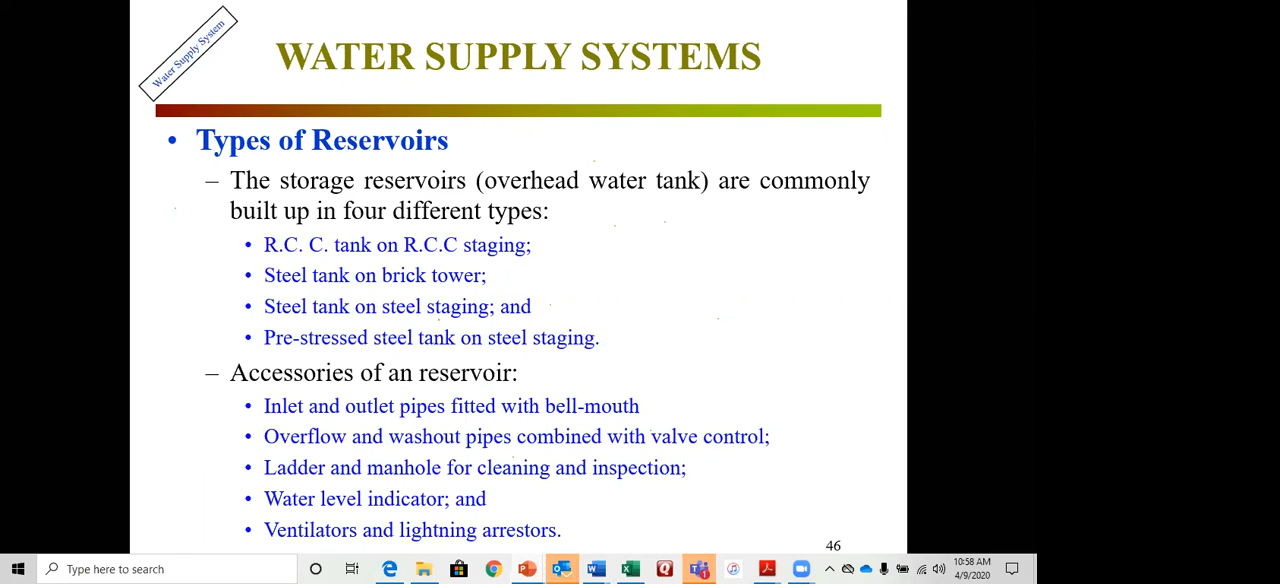 Water Supply System
WATER SUPPLY SYSTEMS
• Types of Reservoirs
– The storage reservoirs (overhead water tank) are commonly
built up in four different types:
• R.C. C. tank on R.C.C staging;
• Steel tank on brick tower;
• Steel tank on steel staging; and
• Pre-stressed steel tank on steel staging.
– Accessories of an reservoir:
• Inlet and outlet pipes fitted with bell-mouth
• Overflow and washout pipes combined with valve control;
• Ladder and manhole for cleaning and inspection;
• Water level indicator; and
• Ventilators and lightning arrestors.
46
Type here to search
10:58 AM
4/9/2020